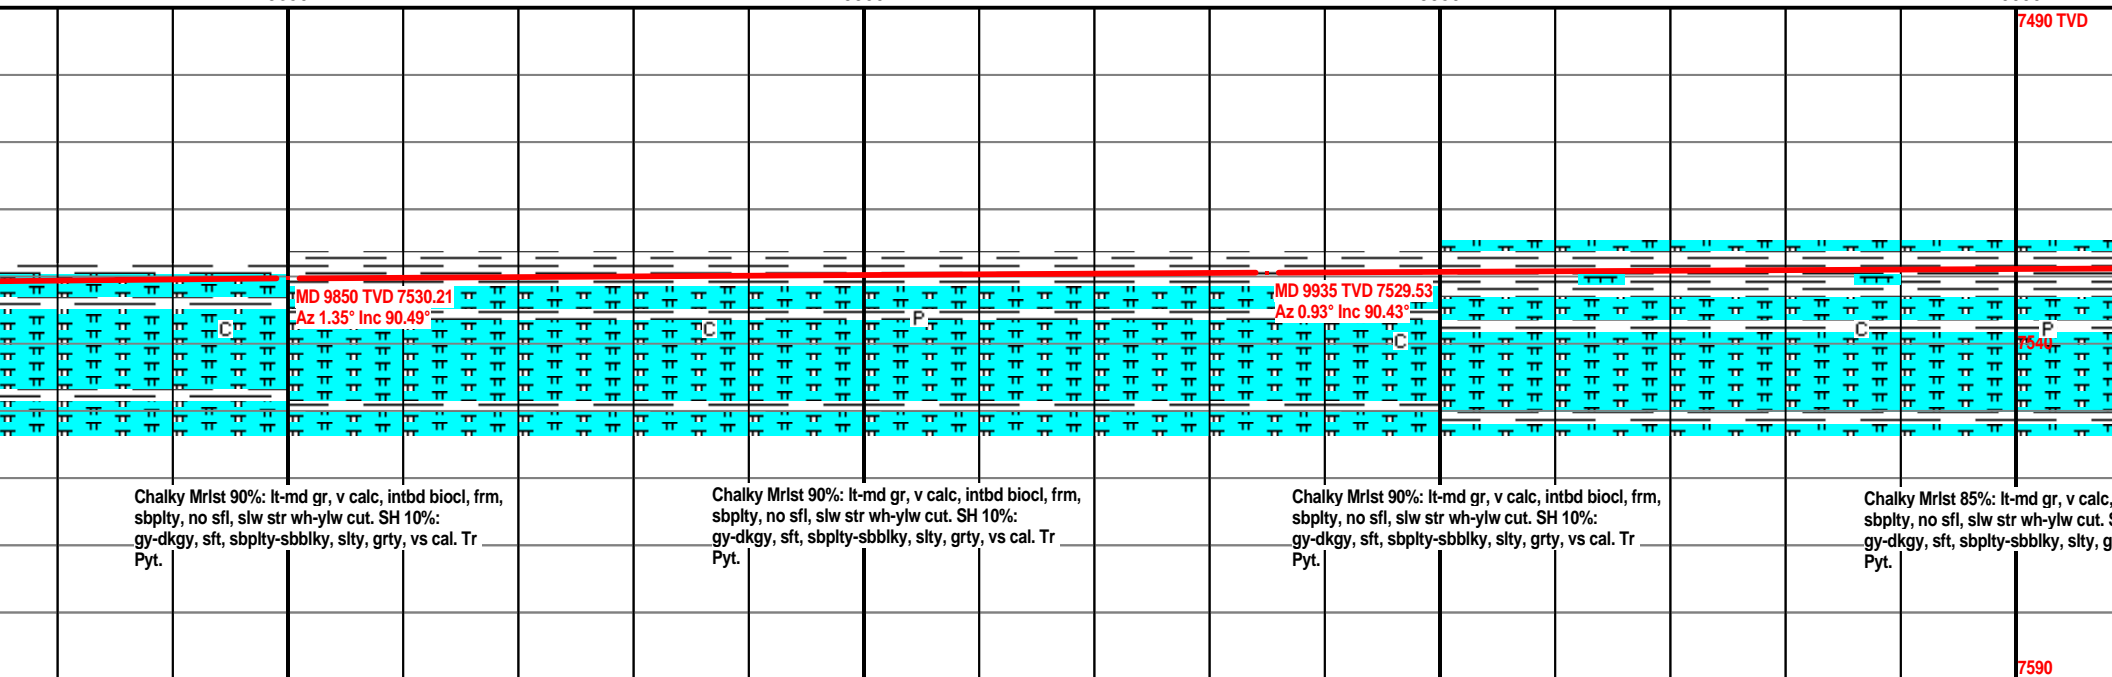 7490 TVD
MD 9850 TVD 7530.21
Az 1.35° Inc 90.49°
MD 9935 TVD 7529.53
Az 0.93° Inc 90.43°
C
C
P
C
C
P
7540
Chalky Mrlst 90%: lt-md gr, v calc, intbd biocl, frm,
sbplty, no sfl, slw str wh-ylw cut. SH 10%:
gy-dkgy, sft, sbplty-sbblky, slty, grty, vs cal. Tr
Pyt.
Chalky Mrlst 90%: lt-md gr, v calc, intbd biocl, frm,
sbplty, no sfl, slw str wh-ylw cut. SH 10%:
gy-dkgy, sft, sbplty-sbblky, slty, grty, vs cal. Tr
Pyt.
Chalky Mrlst 90%: lt-md gr, v calc, intbd biocl, frm,
sbplty, no sfl, slw str wh-ylw cut. SH 10%:
gy-dkgy, sft, sbplty-sbblky, slty, grty, vs cal. Tr
Pyt.
Chalky Mrlst 85%: lt-md gr, v calc,
sbplty, no sfl, slw str wh-ylw cut.
gy-dkgy, sft, sbplty-sbblky, slty, g
Pyt.
7590